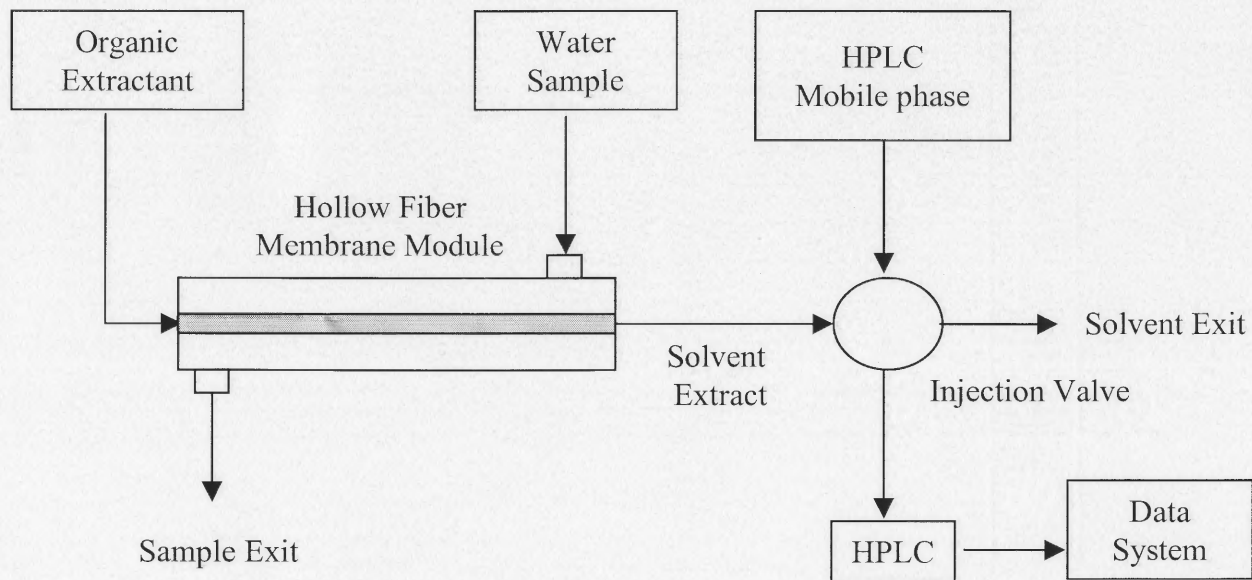 Organic
Extractant
Water
Sample
HPLC
Mobile phase
Hollow Fiber
Membrane Module
Solvent
Extract
Solvent Exit
Injection Valve
Sample Exit
HPLC
Data
System